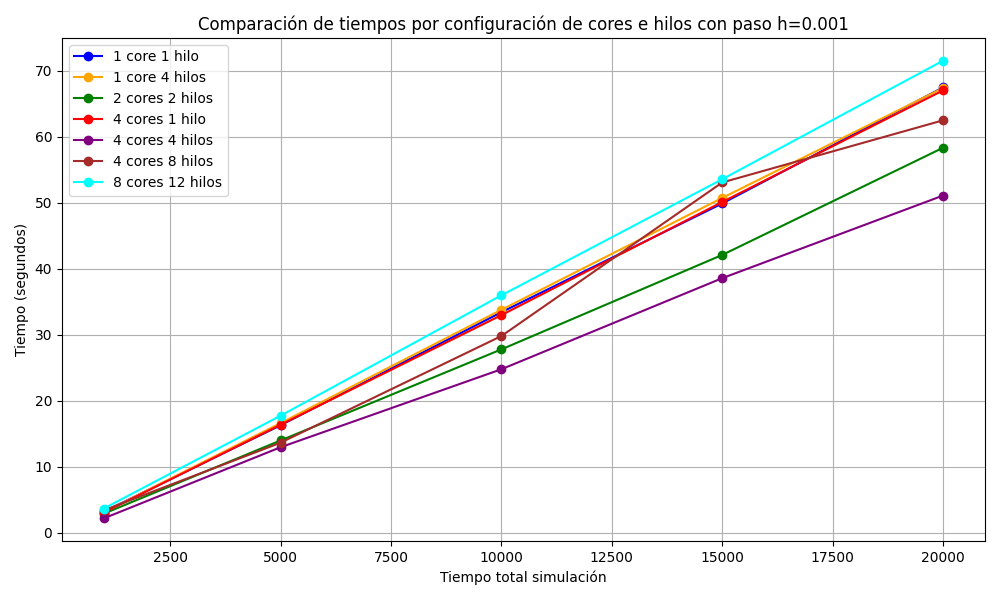 Comparación de tiempos por configuración de cores e hilos con paso h=0.001
1 core 1 hilo
1 core 4 hilos
2 cores 2 hilos
4 cores 1 hilo
4 cores 4 hilos
4 cores 8 hilos
8 cores 12 hilos
Tiempo (segundos)
70
60
50
40
30
20
10
0
2500 5000 7500 10000 12500 15000 17500 20000
Tiempo total simulación